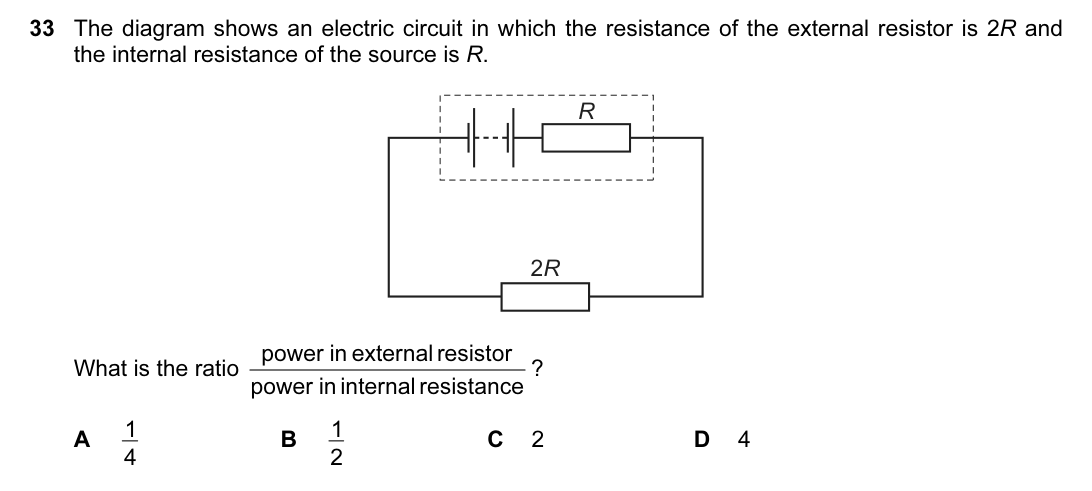 33 The diagram shows an electric circuit in which the resistance of the external resistor is 2R and
the internal resistance of the source is R.
R
2R
What is the ratio power in external resistor / power in internal resistance ?
A 1/4 B 1/2 C 2 D 4